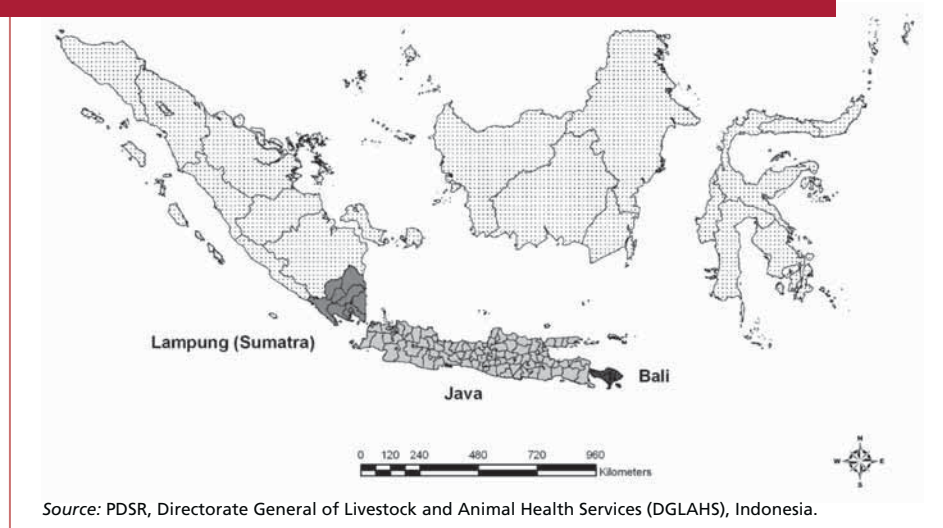 Lampung (Sumatra)
Java
Bali
0 120 240 480 720 960
Kilometers
N
W E
S
Source: PDSR, Directorate General of Livestock and Animal Health Services (DGLAHS), Indonesia.